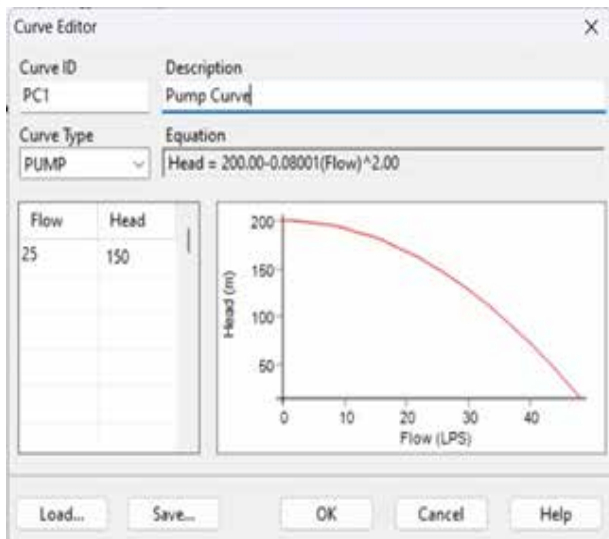 Curve Editor
Curve ID Description
PC1 Pump Curve
Curve Type Equation
PUMP Head = 200.00-0.08001(Flow)^2.00
Flow Head
25 150
200
150
100
50
Head (m)
0 10 20 30 40
Flow (LPS)
Load... Save... OK Cancel Help